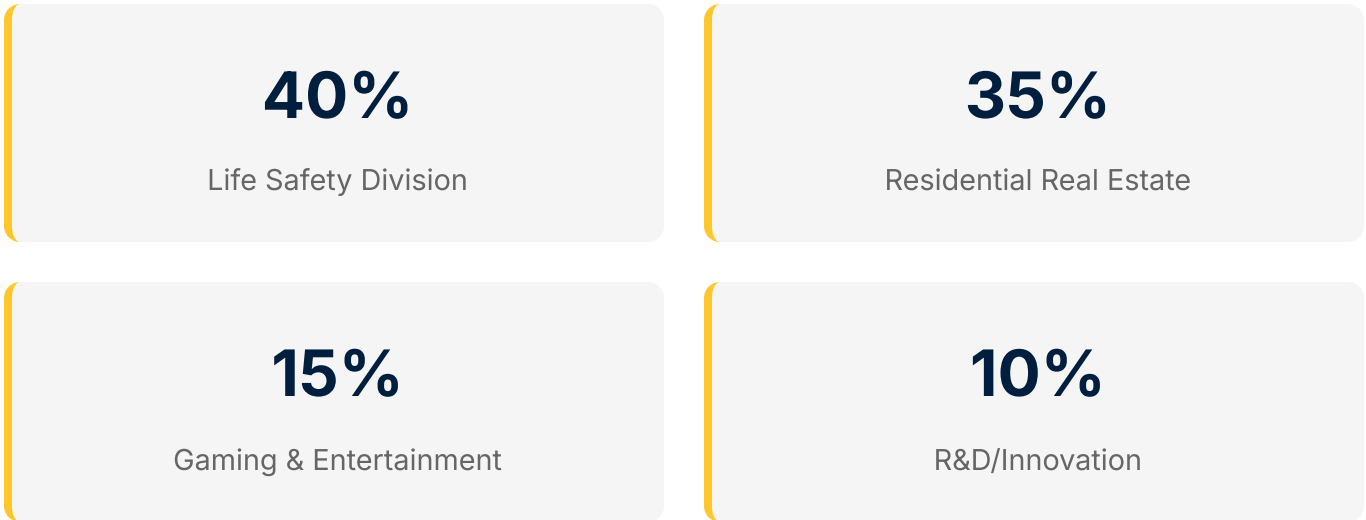 40%
Life Safety Division
35%
Residential Real Estate
15%
Gaming & Entertainment
10%
R&D/Innovation